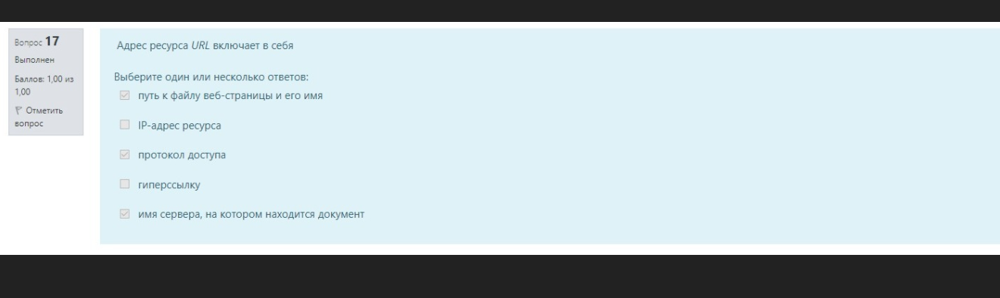 Вопрос 17
Выполнен
Баллов: 1,00 из
1,00
Отметить
вопрос
Адрес ресурса URL включает в себя
Выберите один или несколько ответов:
путь к файлу веб-страницы и его имя
IP-адрес ресурса
протокол доступа
гиперссылку
имя сервера, на котором находится документ